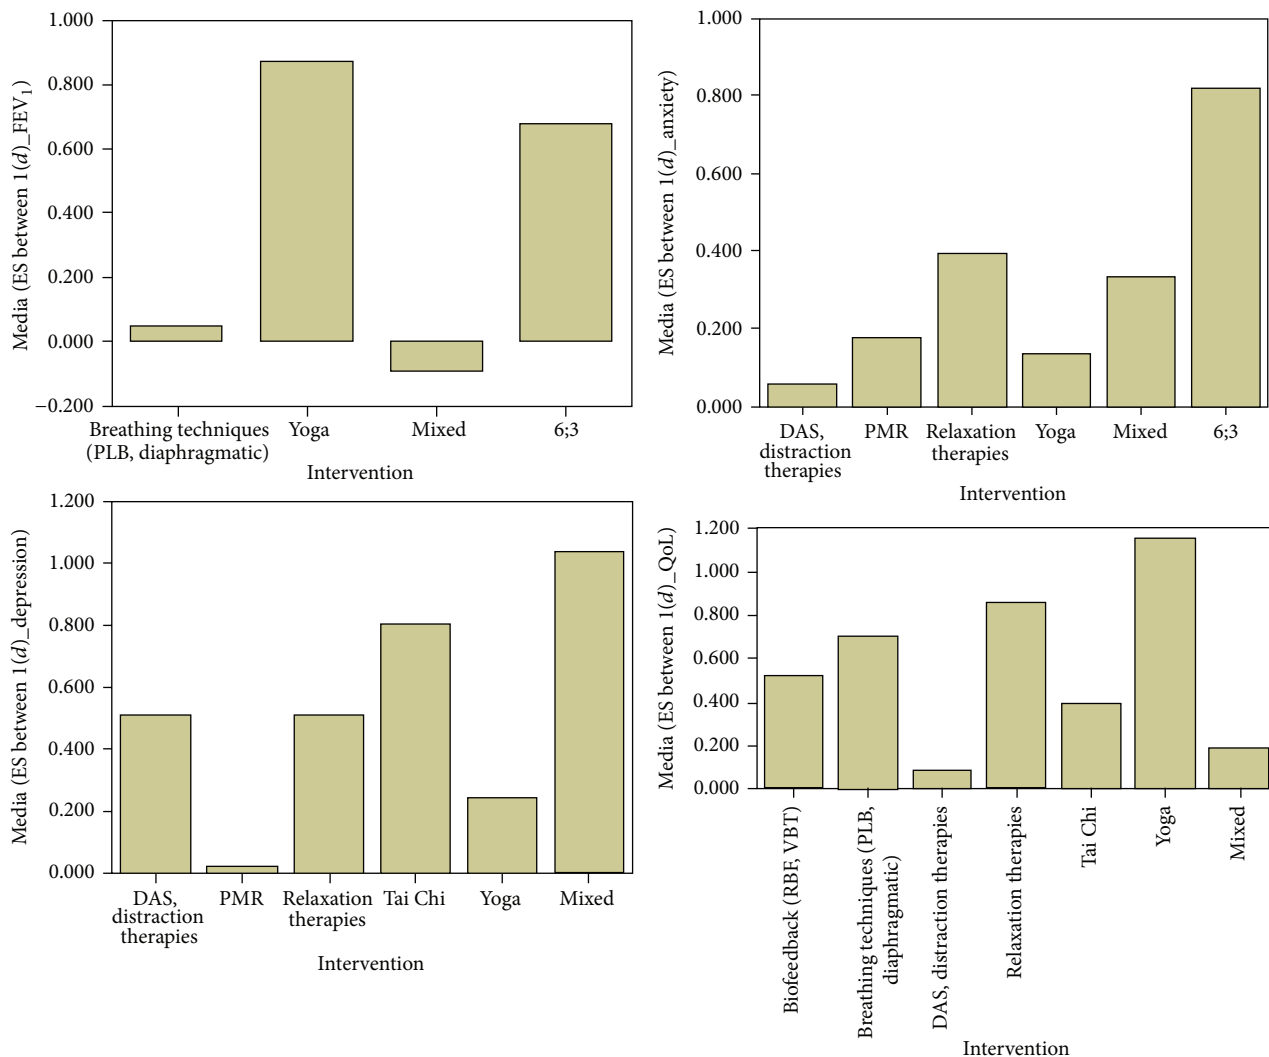 Media (ES between 1(d)_FEV₁)
1.000
0.800
0.600
0.400
0.200
0.000
−0.200
Breathing techniques
(PLB, diaphragmatic)
Yoga
Mixed
6;3
Intervention
Media (ES between 1(d)_anxiety)
1.000
0.800
0.600
0.400
0.200
0.000
DAS,
distraction
therapies
PMR
Relaxation
therapies
Yoga
Mixed
6;3
Intervention
Media (ES between 1(d)_depression)
1.200
1.000
0.800
0.600
0.400
0.200
0.000
DAS,
distraction
therapies
PMR
Relaxation
therapies
Tai Chi
Yoga
Mixed
Intervention
Media (ES between 1(d)_QoL)
1.200
1.000
0.800
0.600
0.400
0.200
0.000
Biofeedback (RBF, VBT)
Breathing techniques (PLB,
diaphragmatic)
DAS, distraction therapies
Relaxation therapies
Tai Chi
Yoga
Mixed
Intervention